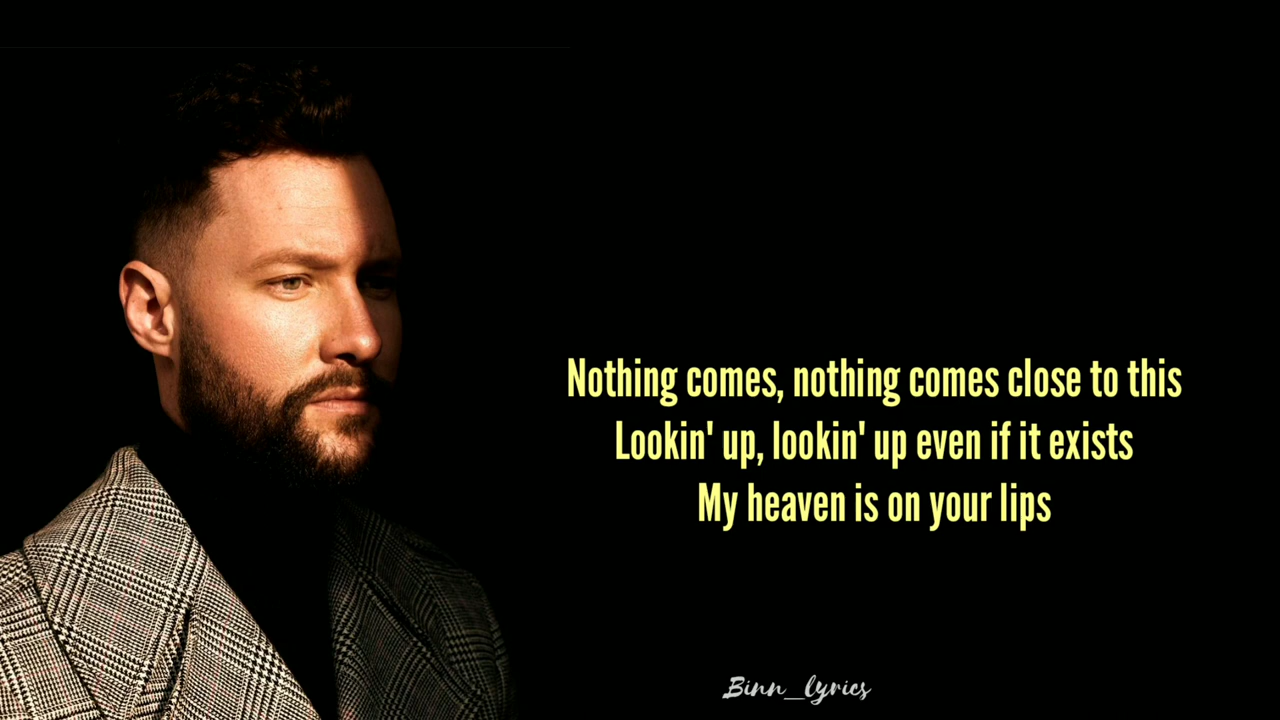 Nothing comes, nothing comes close to this
Lookin' up, lookin' up even if it exists
My heaven is on your lips
Binn_lyrics